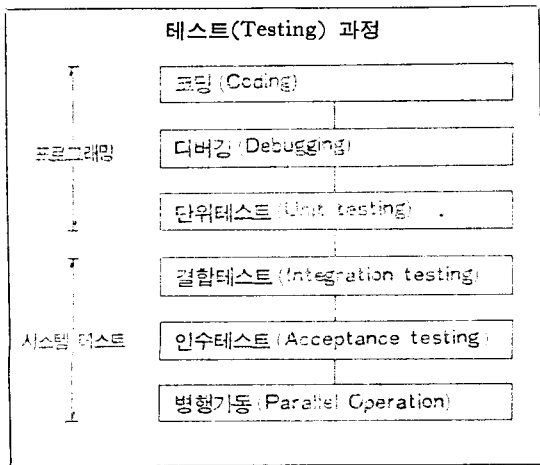 테스트(Testing) 과정
코딩(Coding)
디버깅(Debugging)
프로그래밍
단위테스트(Unit testing)
결합테스트(Integration testing)
시스템 테스트
인수테스트(Acceptance testing)
병행가동(Parallel Operation)